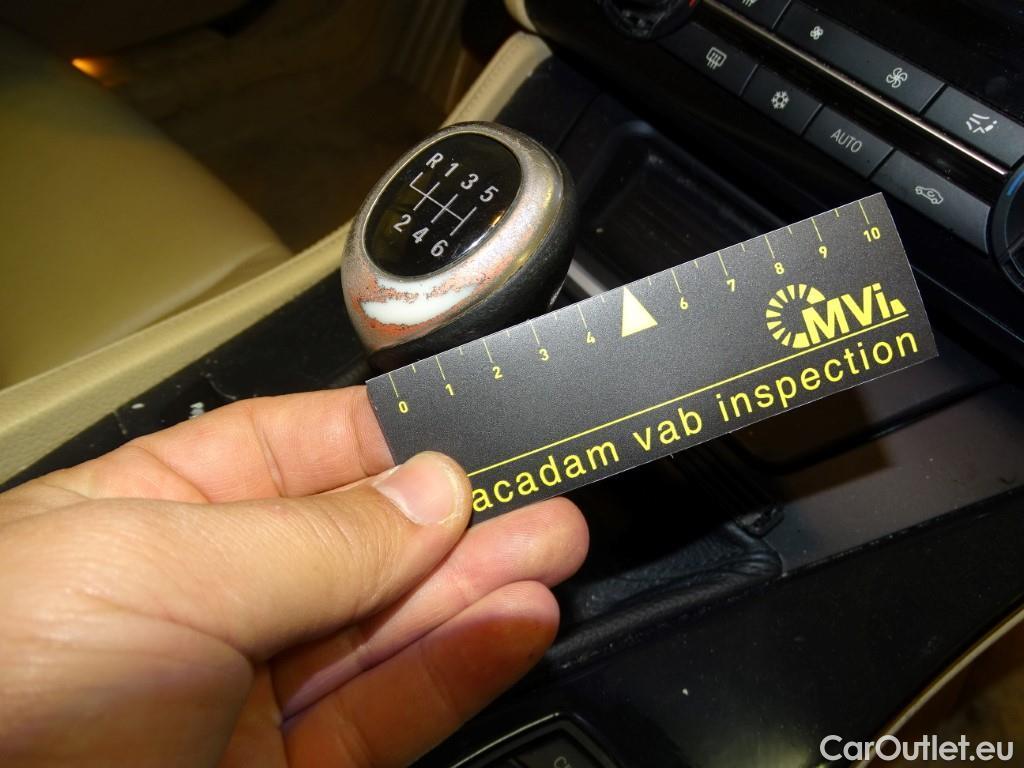 R 1 3 5
2 4 6
AUTO
0 1 2 3 4 6 7 8 9 10
CMVi
acadam vab inspection
CarOutlet.eu